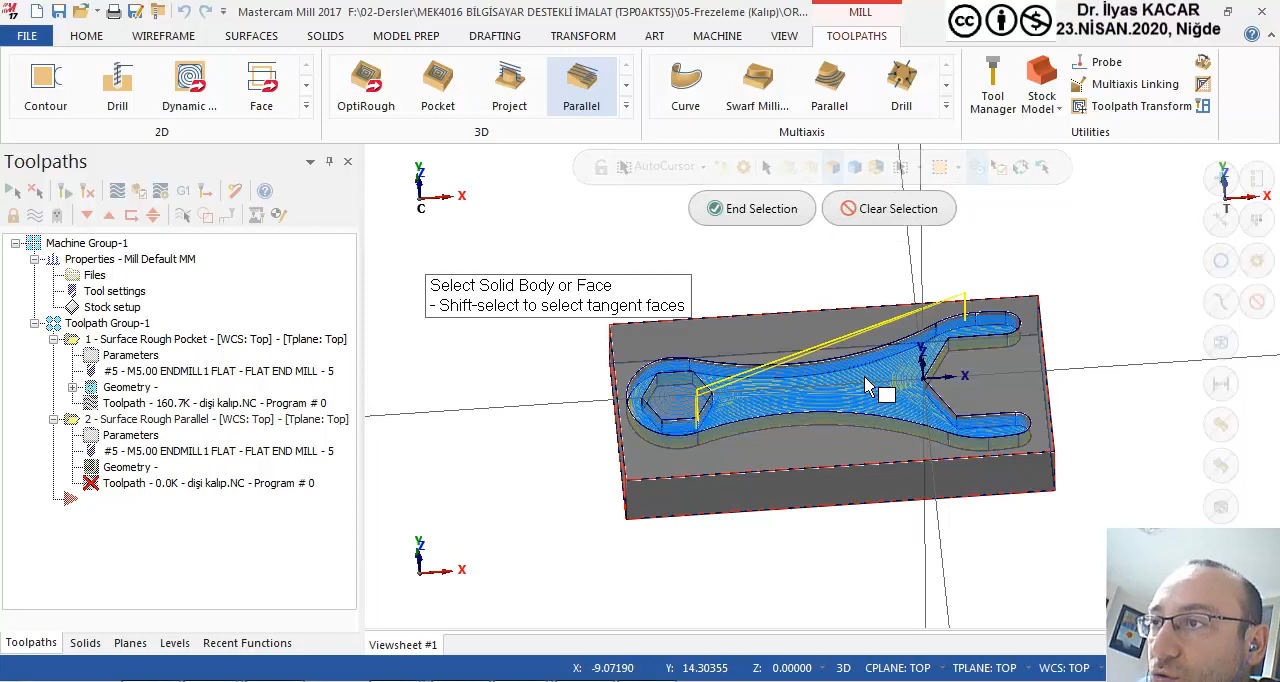 Mastercam Mill 2017 F:\02-Dersler\MEK4016 BİLGİSAYAR DESTEKLİ İMALAT (T3P0AKTS5)\05-Frezeleme (Kalıp)\OR...
MILL
Dr. İlyas KACAR
23.NİSAN.2020, Niğde
FILE HOME WIREFRAME SURFACES SOLIDS MODEL PREP DRAFTING TRANSFORM ART MACHINE VIEW TOOLPATHS
Contour Drill Dynamic ... Face
2D
OptiRough Pocket Project Parallel
3D
Curve Swarf Milli... Parallel Drill
Multiaxis
Tool Manager
Stock Model
Probe
Multiaxis Linking
Toolpath Transform
Utilities
Toolpaths
G1
AutoCursor
End Selection
Clear Selection
Select Solid Body or Face
- Shift-select to select tangent faces
Machine Group-1
Properties - Mill Default MM
Files
Tool settings
Stock setup
Toolpath Group-1
1 - Surface Rough Pocket - [WCS: Top] - [Tplane: Top]
Parameters
#5 - M5.00 ENDMILL1 FLAT - FLAT END MILL - 5
Geometry -
Toolpath - 160.7K - dişi kalıp.NC - Program # 0
2 - Surface Rough Parallel - [WCS: Top] - [Tplane: Top]
Parameters
#5 - M5.00 ENDMILL1 FLAT - FLAT END MILL - 5
Geometry -
Toolpath - 0.0K - dişi kalıp.NC - Program # 0
Y
Z
X
C
Y
Z
X
T
Y
X
Y
Z
X
Toolpaths Solids Planes Levels Recent Functions
Viewsheet #1
X: -9.07190 Y: 14.30355 Z: 0.00000 3D CPLANE: TOP TPLANE: TOP WCS: TOP